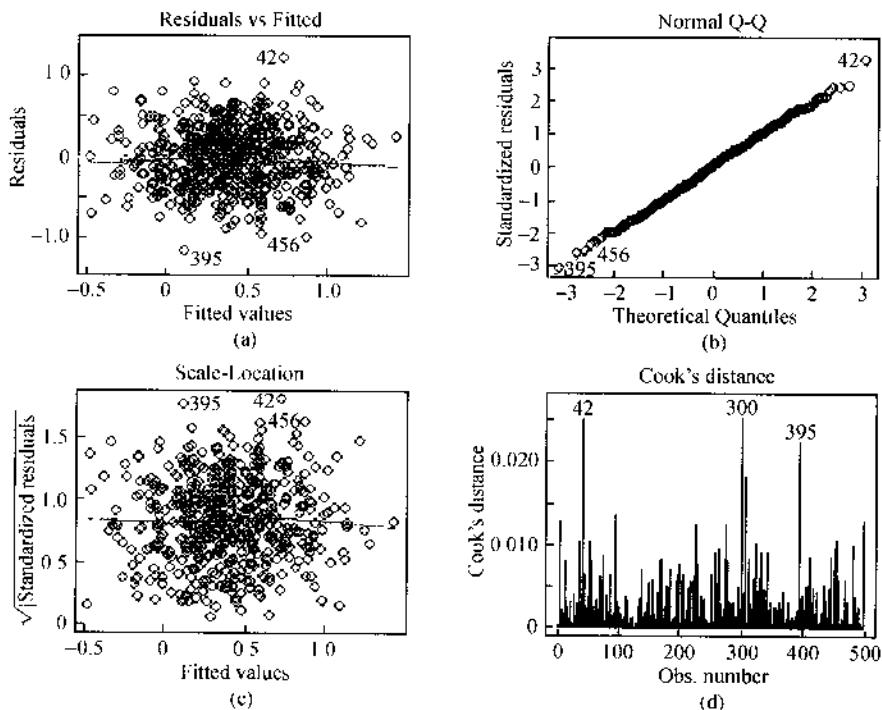 Residuals vs Fitted
42
1 0
0
−1.0
Residuals
456
395
−0.5 0 0.5 1.0
Fitted values
(a)
Normal Q-Q
42
3
2
1
0
−1
−2
−3
Standardized residuals
456
395
−3 −2 −1 0 1 2 3
Theoretical Quantiles
(b)
Scale-Location
395 42
456
1.5
1.0
0.5
0
√|Standardized residuals
−0.5 0 0.5 1 0
Fitted values
(c)
Cook's distance
42 300
395
0.020
0 010
0
Cook's distance
0 100 200 300 400 500
Obs. number
(d)